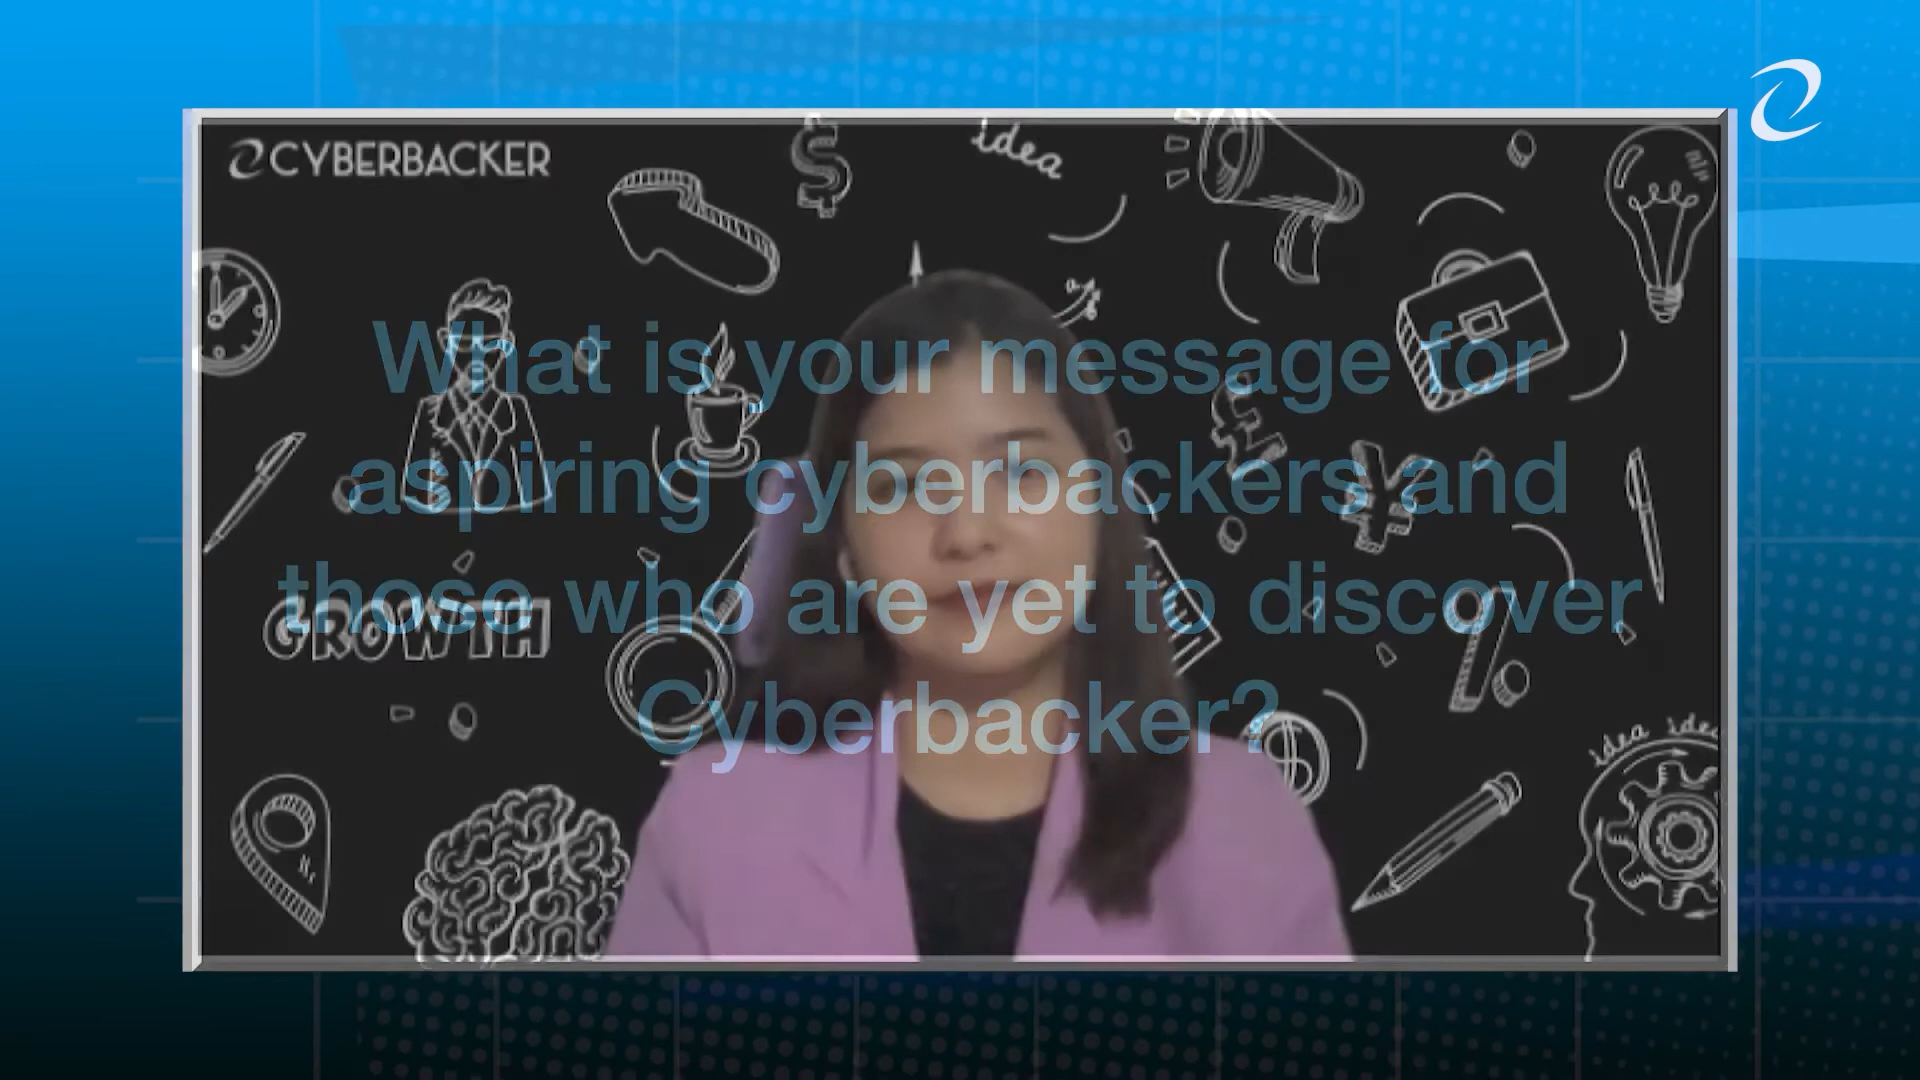 CYBERBACKER
idea
What is your message for
aspiring cyberbackers and
those who are yet to discover
Cyberbacker?
GROWTH
idea idea